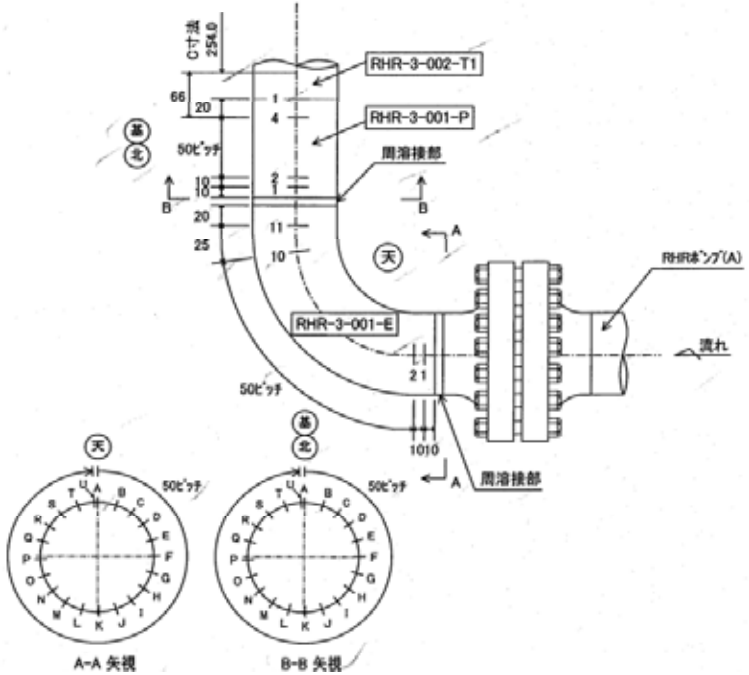 C寸法
254.0
RHR-3-002-T1
66
20
1
4
RHR-3-001-P
基
北
50ピッチ
周溶接部
10
10
2
1
B
B
20
11
A
25
10
天
RHRポンプ(A)
RHR-3-001-E
流れ
2 1
50ピッチ
10 10
A
周溶接部
天
50ピッチ
U A B C D E F G H I J K L M N O P Q R S T
A-A 矢視
基
北
50ピッチ
U A B C D E F G H I J K L M N O P Q R S T
B-B 矢視